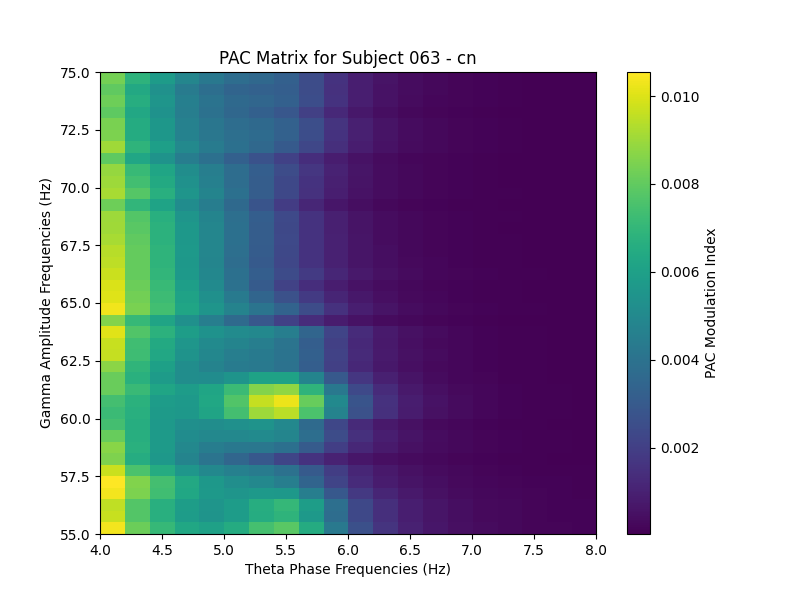 PAC Matrix for Subject 063 - cn
75.0
72.5
70.0
67.5
65.0
62.5
60.0
57.5
55.0
Gamma Amplitude Frequencies (Hz)
4.0 4.5 5.0 5.5 6.0 6.5 7.0 7.5 8.0
Theta Phase Frequencies (Hz)
0.010
0.008
0.006
0.004
0.002
PAC Modulation Index